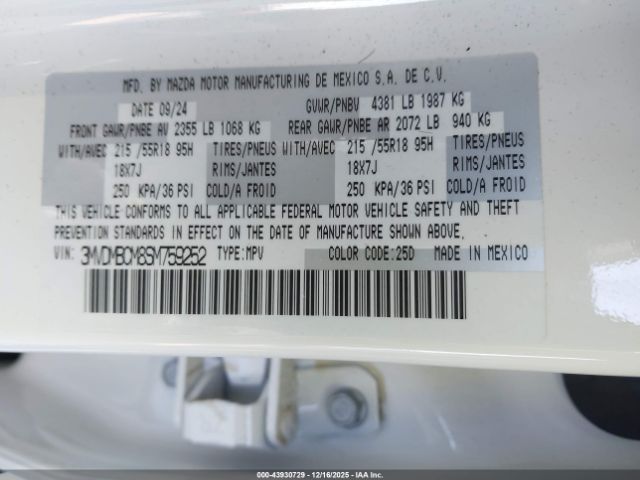 MFD. BY MAZDA MOTOR MANUFACTURING DE MEXICO S.A. DE C.V.
DATE 09/24 GVWR/PNBV 4381 LB 1987 KG
FRONT GAWR/PNBE AV 2355 LB 1068 KG REAR GAWR/PNBE AR 2072 LB 940 KG
WITH/AVEC 215 /55R18 95H TIRES/PNEUS WITH/AVEC 215 /55R18 95H TIRES/PNEUS
18X7J RIMS/JANTES 18X7J RIMS/JANTES
250 KPA/36 PSI COLD/A FROID 250 KPA/36 PSI COLD/A FROID
THIS VEHICLE CONFORMS TO ALL APPLICABLE FEDERAL MOTOR VEHICLE SAFETY AND THEFT
PREVENTION STANDARDS IN EFFECT ON THE DATE OF MANUFACTURE SHOWN ABOVE.
VIN: 3MVDMBCM8SM759252 TYPE:MPV COLOR CODE:25D MADE IN MEXICO
000-43930729 - 12/16/2025 - IAAI.com